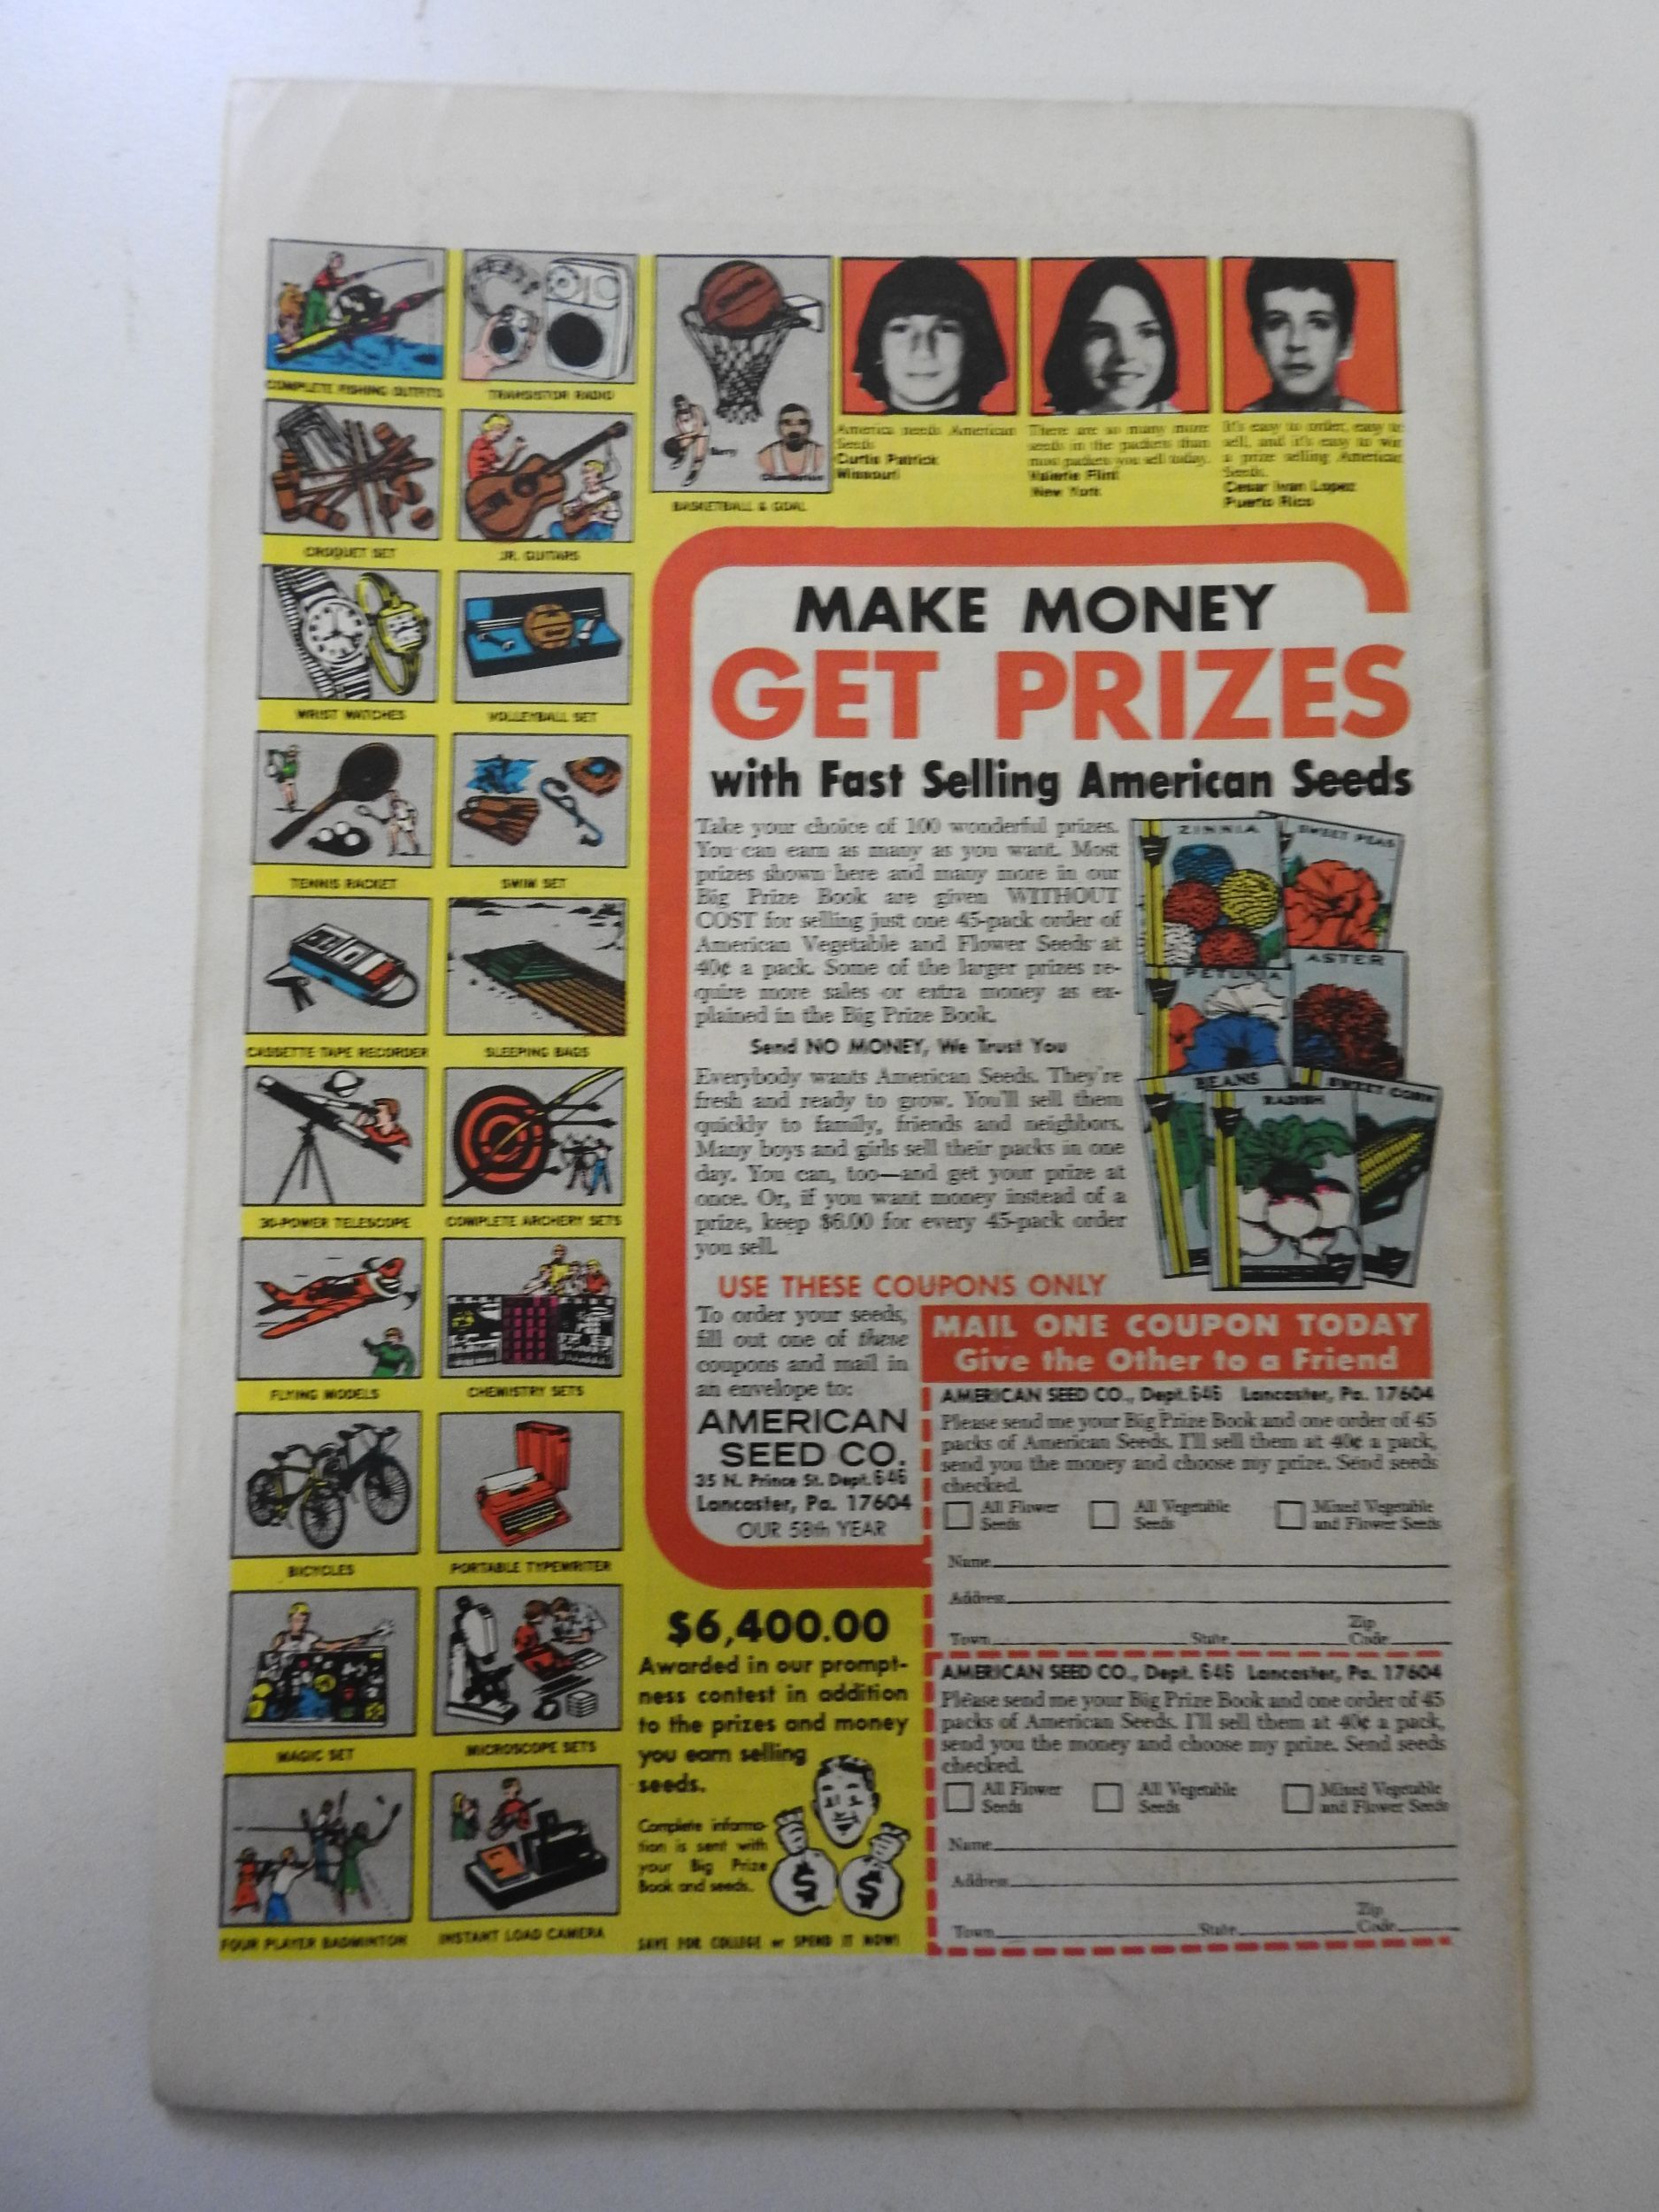 COMPLETE FISHING OUTFITS
TRANSISTOR RADIO
CROQUET SET
JR. GUITARS
BASKETBALL & GOAL
WRIST WATCHES
VOLLEYBALL SET
TENNIS RACKET
SWIM SET
CASSETTE TAPE RECORDER
SLEEPING BAGS
30-POWER TELESCOPE
COMPLETE ARCHERY SETS
FLYING MODELS
CHEMISTRY SETS
BICYCLES
PORTABLE TYPEWRITER
MAGIC SET
MICROSCOPE SETS
FOUR PLAYER BADMINTON
INSTANT LOAD CAMERA
America needs American
Seeds
Curtis Patrick
Missouri
There are so many more
seeds in the packets than
most packets you sell today.
Valerie Flint
New York
It's easy to order, easy to
sell, and it's easy to win
a prize selling American
Seeds.
Cesar Ivan Lopez
Puerto Rico
MAKE MONEY
GET PRIZES
with Fast Selling American Seeds
Take your choice of 100 wonderful prizes.
You can earn as many as you want. Most
prizes shown here and many more in our
Big Prize Book are given WITHOUT
COST for selling just one 45-pack order of
American Vegetable and Flower Seeds at
40¢ a pack. Some of the larger prizes re-
quire more sales or extra money as ex-
plained in the Big Prize Book.
Send NO MONEY, We Trust You
Everybody wants American Seeds. They're
fresh and ready to grow. You'll sell them
quickly to family, friends and neighbors.
Many boys and girls sell their packs in one
day. You can, too—and get your prize at
once. Or, if you want money instead of a
prize, keep $6.00 for every 45-pack order
you sell.
ZINNIA
SWEET PEAS
PETUNIA
ASTER
BEANS
RADISH
SWEET CORN
USE THESE COUPONS ONLY
To order your seeds,
fill out one of these
coupons and mail in
an envelope to:
AMERICAN
SEED CO.
35 N. Prince St. Dept. 646
Lancaster, Pa. 17604
OUR 58th YEAR
MAIL ONE COUPON TODAY
Give the Other to a Friend
AMERICAN SEED CO., Dept. 646 Lancaster, Pa. 17604
Please send me your Big Prize Book and one order of 45
packs of American Seeds. I'll sell them at 40¢ a pack,
send you the money and choose my prize. Send seeds
checked.
All Flower
Seeds
All Vegetable
Seeds
Mixed Vegetable
and Flower Seeds
Name
Address
Town State Zip
Code
AMERICAN SEED CO., Dept. 646 Lancaster, Pa. 17604
Please send me your Big Prize Book and one order of 45
packs of American Seeds. I'll sell them at 40¢ a pack,
send you the money and choose my prize. Send seeds
checked.
All Flower
Seeds
All Vegetable
Seeds
Mixed Vegetable
and Flower Seeds
Name
Address
Town State Zip
Code
$6,400.00
Awarded in our prompt-
ness contest in addition
to the prizes and money
you earn selling
seeds.
Complete informa-
tion is sent with
your Big Prize
Book and seeds.
$ $
SAVE FOR COLLEGE or SPEND IT NOW!